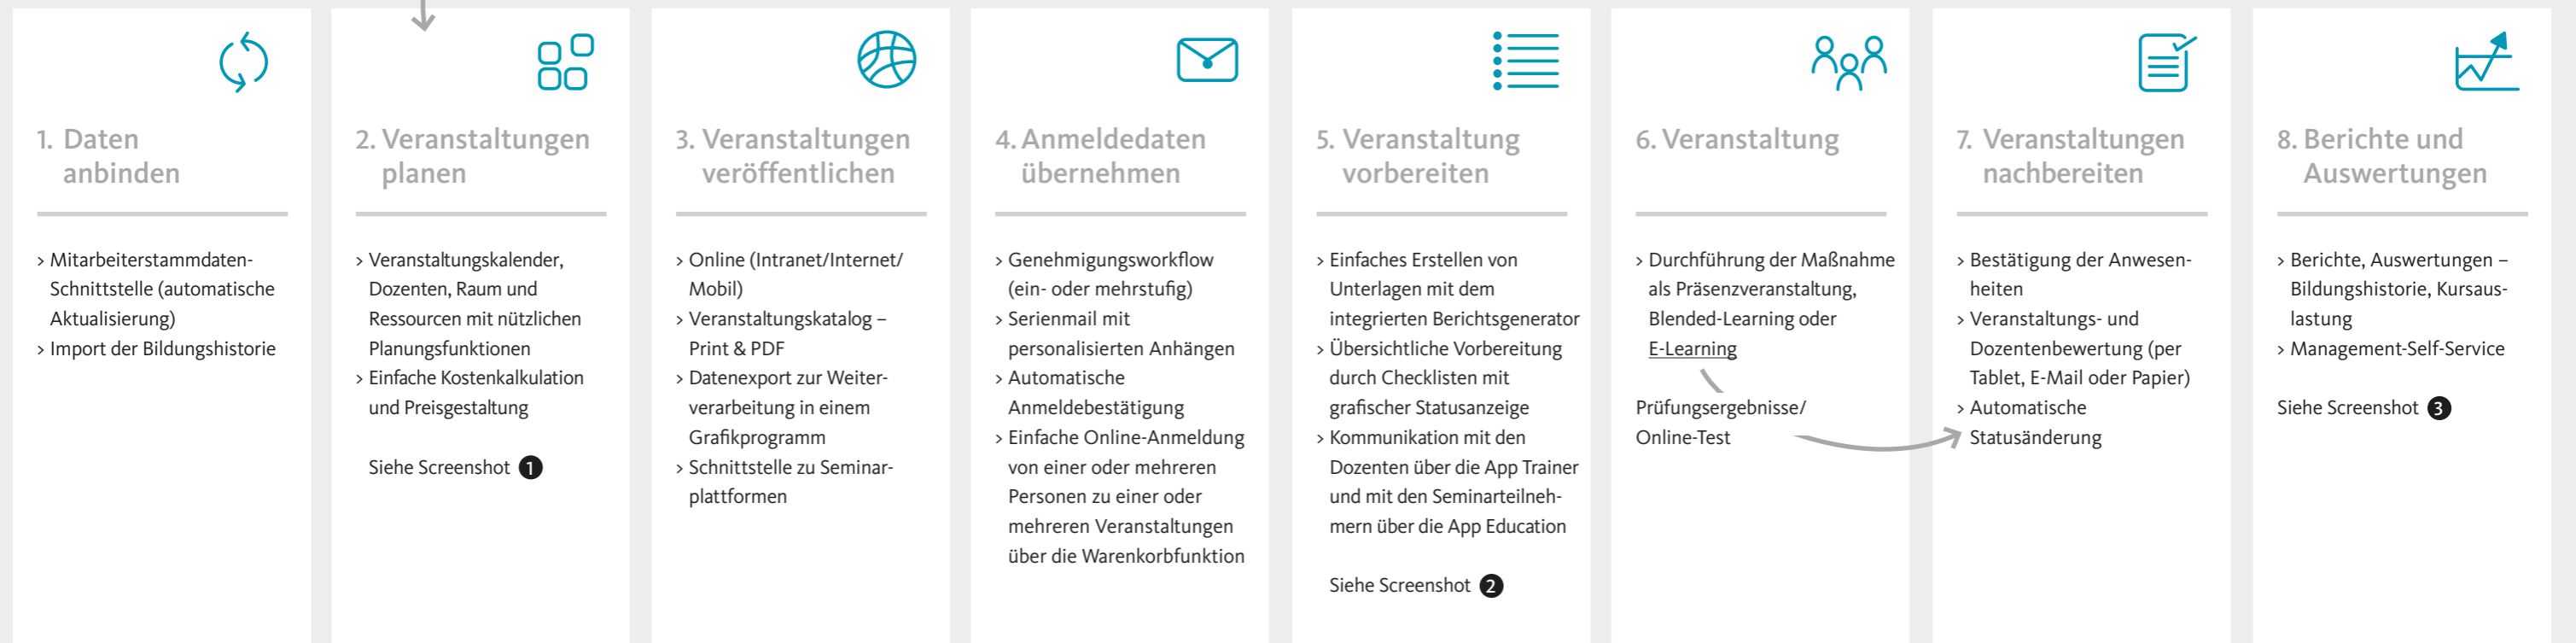 1. Daten
anbinden
› Mitarbeiterstammdaten-
Schnittstelle (automatische
Aktualisierung)
› Import der Bildungshistorie
2. Veranstaltungen
planen
› Veranstaltungskalender,
Dozenten, Raum und
Ressourcen mit nützlichen
Planungsfunktionen
› Einfache Kostenkalkulation
und Preisgestaltung
Siehe Screenshot 1
3. Veranstaltungen
veröffentlichen
› Online (Intranet/Internet/
Mobil)
› Veranstaltungskatalog –
Print & PDF
› Datenexport zur Weiter-
verarbeitung in einem
Grafikprogramm
› Schnittstelle zu Seminar-
plattformen
4. Anmeldedaten
übernehmen
› Genehmigungsworkflow
(ein- oder mehrstufig)
› Serienmail mit
personalisierten Anhängen
› Automatische
Anmeldebestätigung
› Einfache Online-Anmeldung
von einer oder mehreren
Personen zu einer oder
mehreren Veranstaltungen
über die Warenkorbfunktion
5. Veranstaltung
vorbereiten
› Einfaches Erstellen von
Unterlagen mit dem
integrierten Berichtsgenerator
› Übersichtliche Vorbereitung
durch Checklisten mit
grafischer Statusanzeige
› Kommunikation mit den
Dozenten über die App Trainer
und mit den Seminarteilneh-
mern über die App Education
Siehe Screenshot 2
6. Veranstaltung
› Durchführung der Maßnahme
als Präsenzveranstaltung,
Blended-Learning oder
E-Learning
Prüfungsergebnisse/
Online-Test
7. Veranstaltungen
nachbereiten
› Bestätigung der Anwesen-
heiten
› Veranstaltungs- und
Dozentenbewertung (per
Tablet, E-Mail oder Papier)
› Automatische
Statusänderung
8. Berichte und
Auswertungen
› Berichte, Auswertungen –
Bildungshistorie, Kursaus-
lastung
› Management-Self-Service
Siehe Screenshot 3